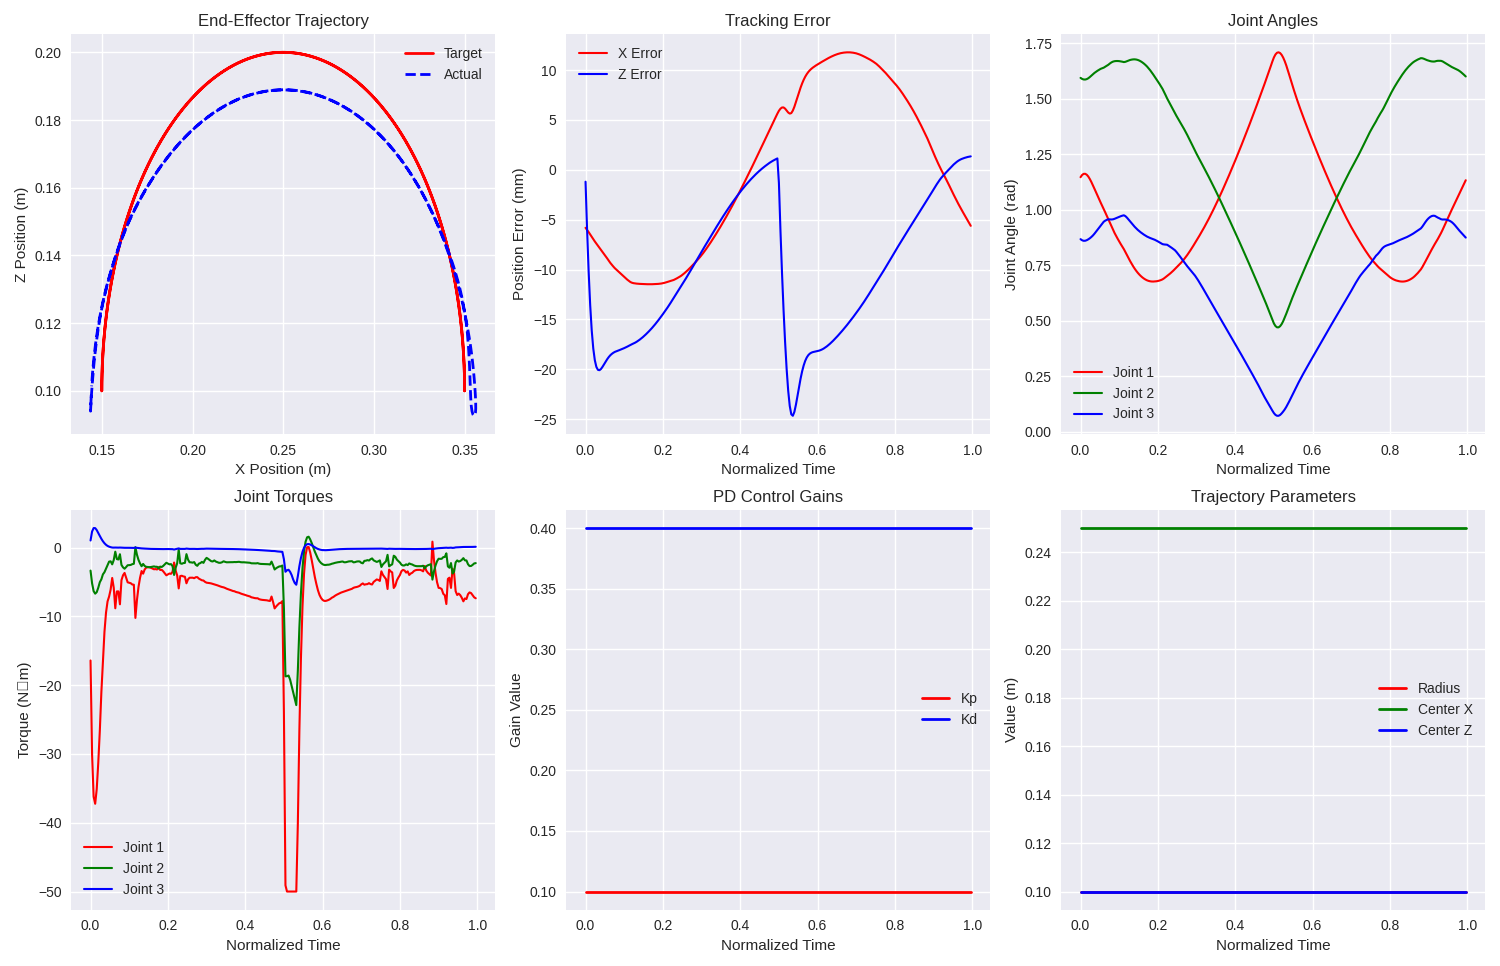 End-Effector Trajectory
Target
Actual
0.20
0.18
0.16
0.14
0.12
0.10
Z Position (m)
0.15
0.20
0.25
0.30
0.35
X Position (m)
Tracking Error
X Error
Z Error
10
5
0
−5
−10
−15
−20
−25
Position Error (mm)
0.0
0.2
0.4
0.6
0.8
1.0
Normalized Time
Joint Angles
1.75
1.50
1.25
1.00
0.75
0.50
0.25
0.00
Joint Angle (rad)
Joint 1
Joint 2
Joint 3
0.0
0.2
0.4
0.6
0.8
1.0
Normalized Time
Joint Torques
0
−10
−20
−30
−40
−50
Torque (N□m)
Joint 1
Joint 2
Joint 3
0.0
0.2
0.4
0.6
0.8
1.0
Normalized Time
PD Control Gains
0.40
0.35
0.30
0.25
0.20
0.15
0.10
Gain Value
Kp
Kd
0.0
0.2
0.4
0.6
0.8
1.0
Normalized Time
Trajectory Parameters
0.24
0.22
0.20
0.18
0.16
0.14
0.12
0.10
Value (m)
Radius
Center X
Center Z
0.0
0.2
0.4
0.6
0.8
1.0
Normalized Time